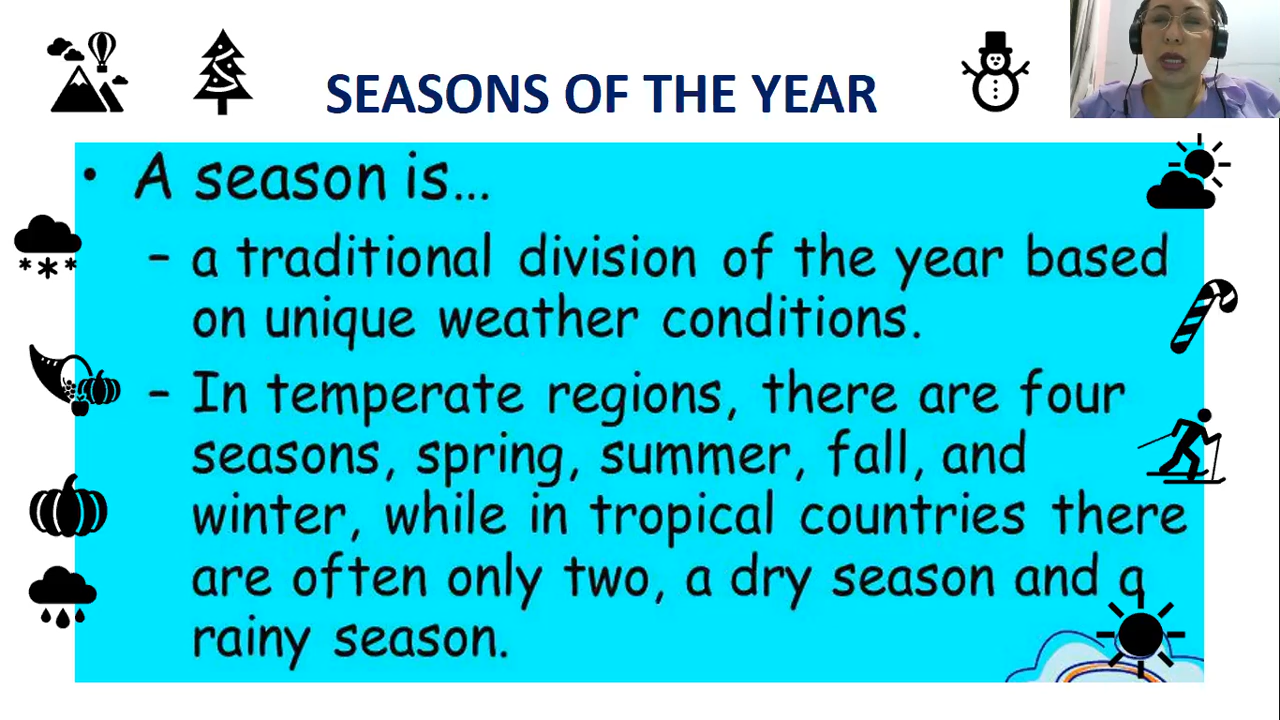 SEASONS OF THE YEAR
• A season is...
– a traditional division of the year based
on unique weather conditions.
– In temperate regions, there are four
seasons, spring, summer, fall, and
winter, while in tropical countries there
are often only two, a dry season and a
rainy season.